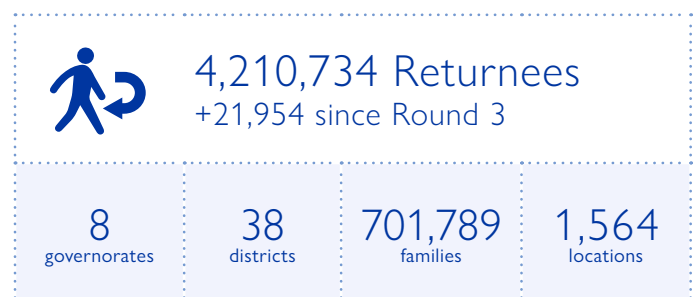 4,210,734 Returnees
+21,954 since Round 3
8
governorates
38
districts
701,789
families
1,564
locations